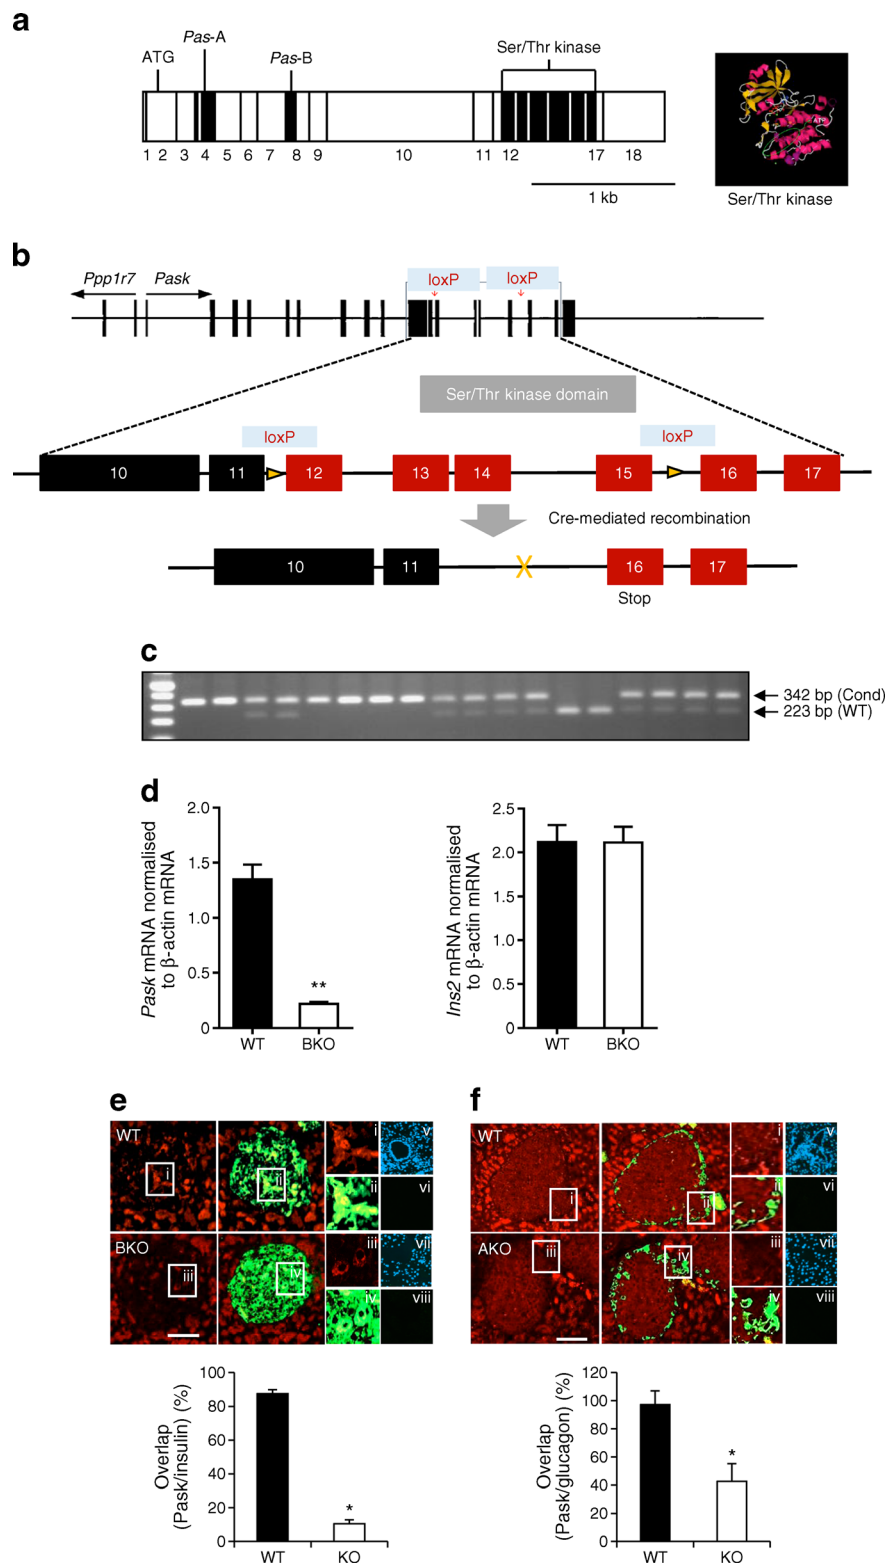 a
Pas-A
ATG
Pas-B
Ser/Thr kinase
1 2 3 4 5 6 7 8 9 10 11 12 17 18
1 kb
Ser/Thr kinase
b
loxP
loxP
Ppp1r7
Pask
Ser/Thr kinase domain
loxP
loxP
10 11 12 13 14 15 16 17
Cre-mediated recombination
10 11 16 17
Stop
c
342 bp (Cond)
223 bp (WT)
d
Pask mRNA normalised
to β-actin mRNA
2.0
1.5
1.0
0.5
0
**
WT
BKO
Ins2 mRNA normalised
to β-actin mRNA
2.5
2.0
1.5
1.0
0.5
0
WT
BKO
e
WT
i
ii
i
v
ii
vi
BKO
iii
iv
iii
vii
iv
viii
Overlap
(Pask/insulin) (%)
100
80
60
40
20
0
*
WT
KO
f
WT
i
ii
i
v
ii
vi
AKO
iii
iv
iii
vii
iv
viii
Overlap
(Pask/glucagon) (%)
120
100
80
60
40
20
0
*
WT
KO